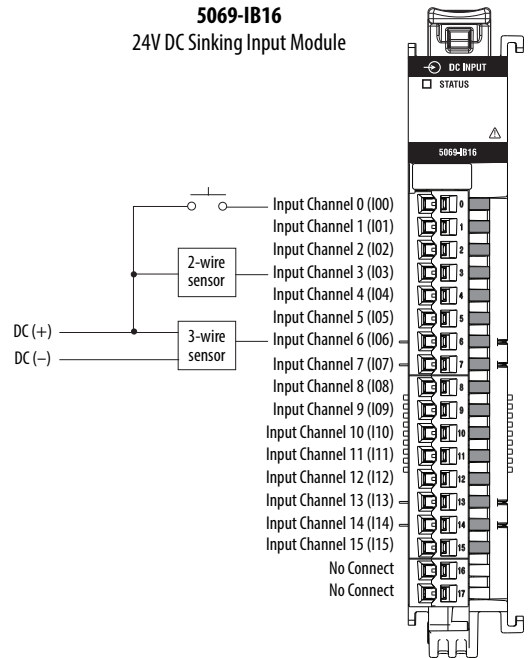 5069-IB16
24V DC Sinking Input Module
DC INPUT
STATUS
5069-IB16
Input Channel 0 (I00)
Input Channel 1 (I01)
Input Channel 2 (I02)
Input Channel 3 (I03)
Input Channel 4 (I04)
Input Channel 5 (I05)
Input Channel 6 (I06)
Input Channel 7 (I07)
Input Channel 8 (I08)
Input Channel 9 (I09)
Input Channel 10 (I10)
Input Channel 11 (I11)
Input Channel 12 (I12)
Input Channel 13 (I13)
Input Channel 14 (I14)
Input Channel 15 (I15)
No Connect
No Connect
2-wire
sensor
3-wire
sensor
DC (+)
DC (–)
0
1
2
3
4
5
6
7
8
9
10
11
12
13
14
15
16
17